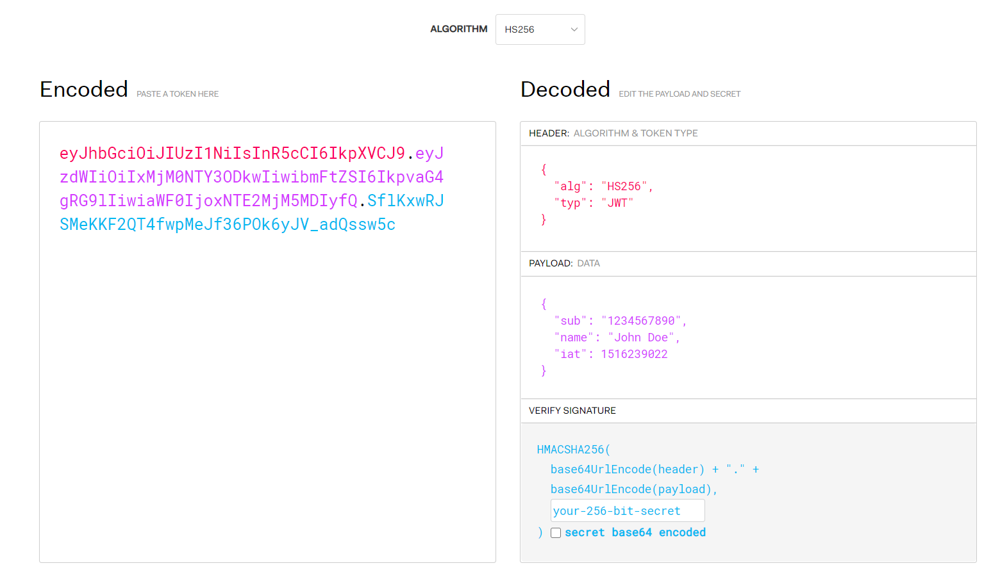 ALGORITHM HS256
Encoded PASTE A TOKEN HERE
eyJhbGciOiJIUzI1NiIsInR5cCI6IkpXVCJ9.eyJ
zdWIiOiIxMjM0NTY3ODkwIiwibmFtZSI6IkpvaG4
gRG9lIiwiaWF0IjoxNTE2MjM5MDIyfQ.SflKxwRJ
SMeKKF2QT4fwpMeJf36POk6yJV_adQssw5c
Decoded EDIT THE PAYLOAD AND SECRET
HEADER: ALGORITHM & TOKEN TYPE
{
"alg": "HS256",
"typ": "JWT"
}
PAYLOAD: DATA
{
"sub": "1234567890",
"name": "John Doe",
"iat": 1516239022
}
VERIFY SIGNATURE
HMACSHA256(
base64UrlEncode(header) + "." +
base64UrlEncode(payload),
your-256-bit-secret
) secret base64 encoded